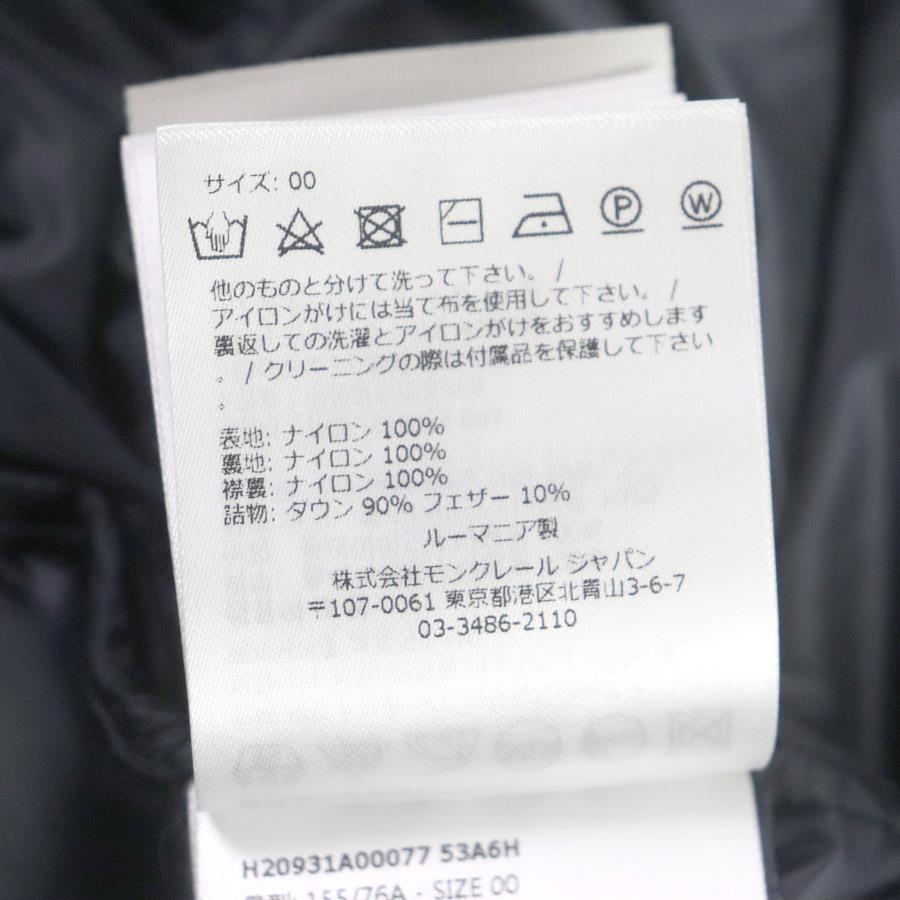 サイズ: 00
P W
他のものと分けて洗って下さい。 /
アイロンがけには当て布を使用して下さい。 /
裏返しての洗濯とアイロンがけをおすすめします
。 / クリーニングの際は付属品を保護して下さい
。
表地: ナイロン 100%
裏地: ナイロン 100%
襟裏: ナイロン 100%
詰物: ダウン 90% フェザー 10%
ルーマニア製
株式会社モンクレール ジャパン
〒107-0061 東京都港区北青山3-6-7
03-3486-2110
H20931A00077 53A6H
155/76A - SIZE 00